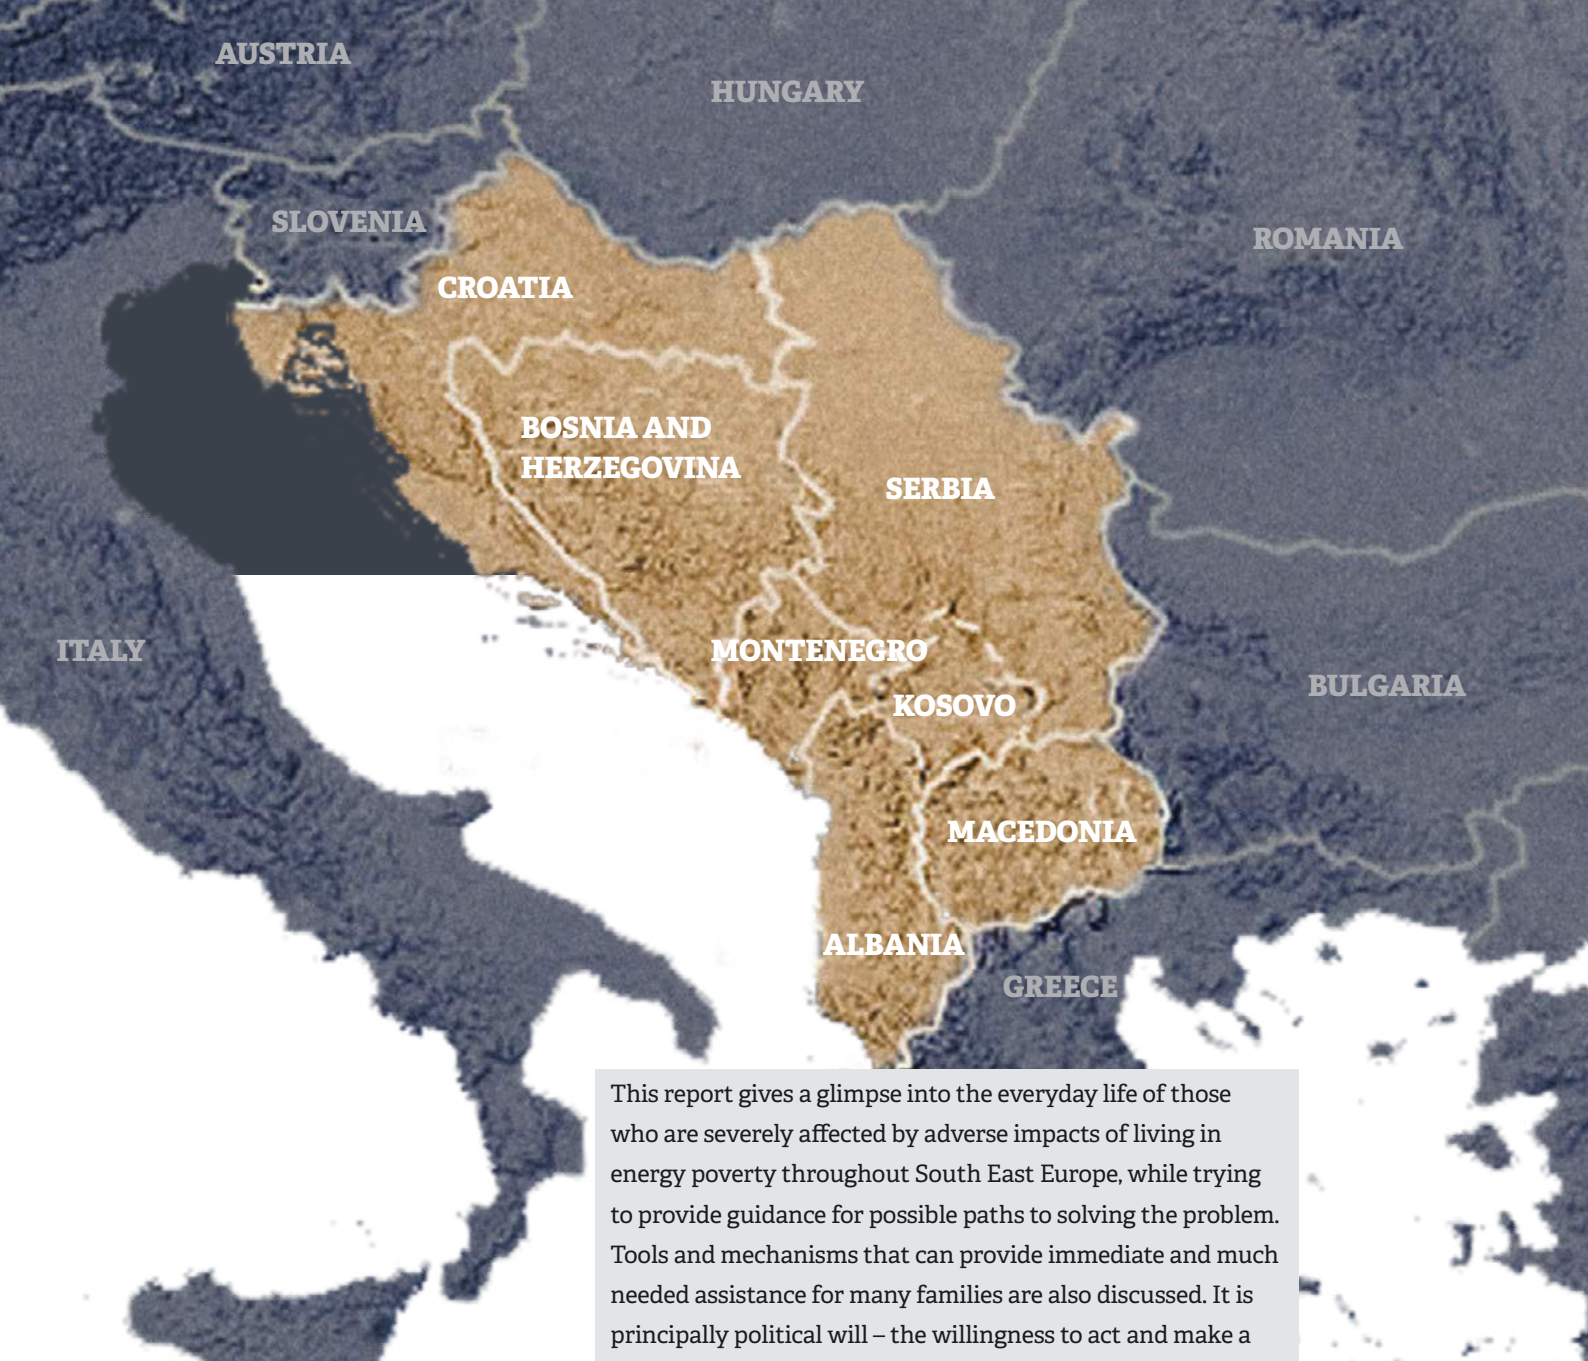 AUSTRIA
HUNGARY
SLOVENIA
ROMANIA
CROATIA
BOSNIA AND
HERZEGOVINA
SERBIA
ITALY
MONTENEGRO
BULGARIA
KOSOVO
MACEDONIA
ALBANIA
GREECE
This report gives a glimpse into the everyday life of those
who are severely affected by adverse impacts of living in
energy poverty throughout South East Europe, while trying
to provide guidance for possible paths to solving the problem.
Tools and mechanisms that can provide immediate and much
needed assistance for many families are also discussed. It is
principally political will – the willingness to act and make a